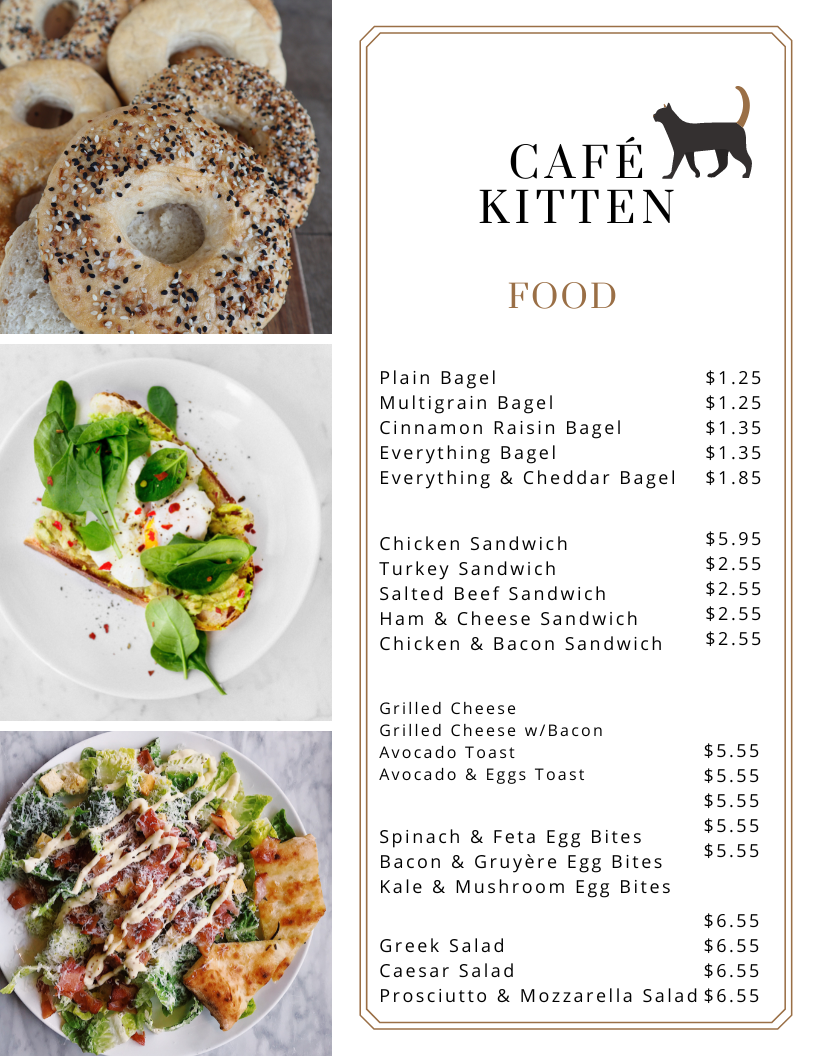 CAFÉ
KITTEN
FOOD
Plain Bagel $1.25
Multigrain Bagel $1.25
Cinnamon Raisin Bagel $1.35
Everything Bagel $1.35
Everything & Cheddar Bagel $1.85
Chicken Sandwich $5.95
Turkey Sandwich $2.55
Salted Beef Sandwich $2.55
Ham & Cheese Sandwich $2.55
Chicken & Bacon Sandwich $2.55
Grilled Cheese
Grilled Cheese w/Bacon
Avocado Toast $5.55
Avocado & Eggs Toast $5.55
$5.55
Spinach & Feta Egg Bites $5.55
Bacon & Gruyère Egg Bites $5.55
Kale & Mushroom Egg Bites
$6.55
Greek Salad $6.55
Caesar Salad $6.55
Prosciutto & Mozzarella Salad $6.55